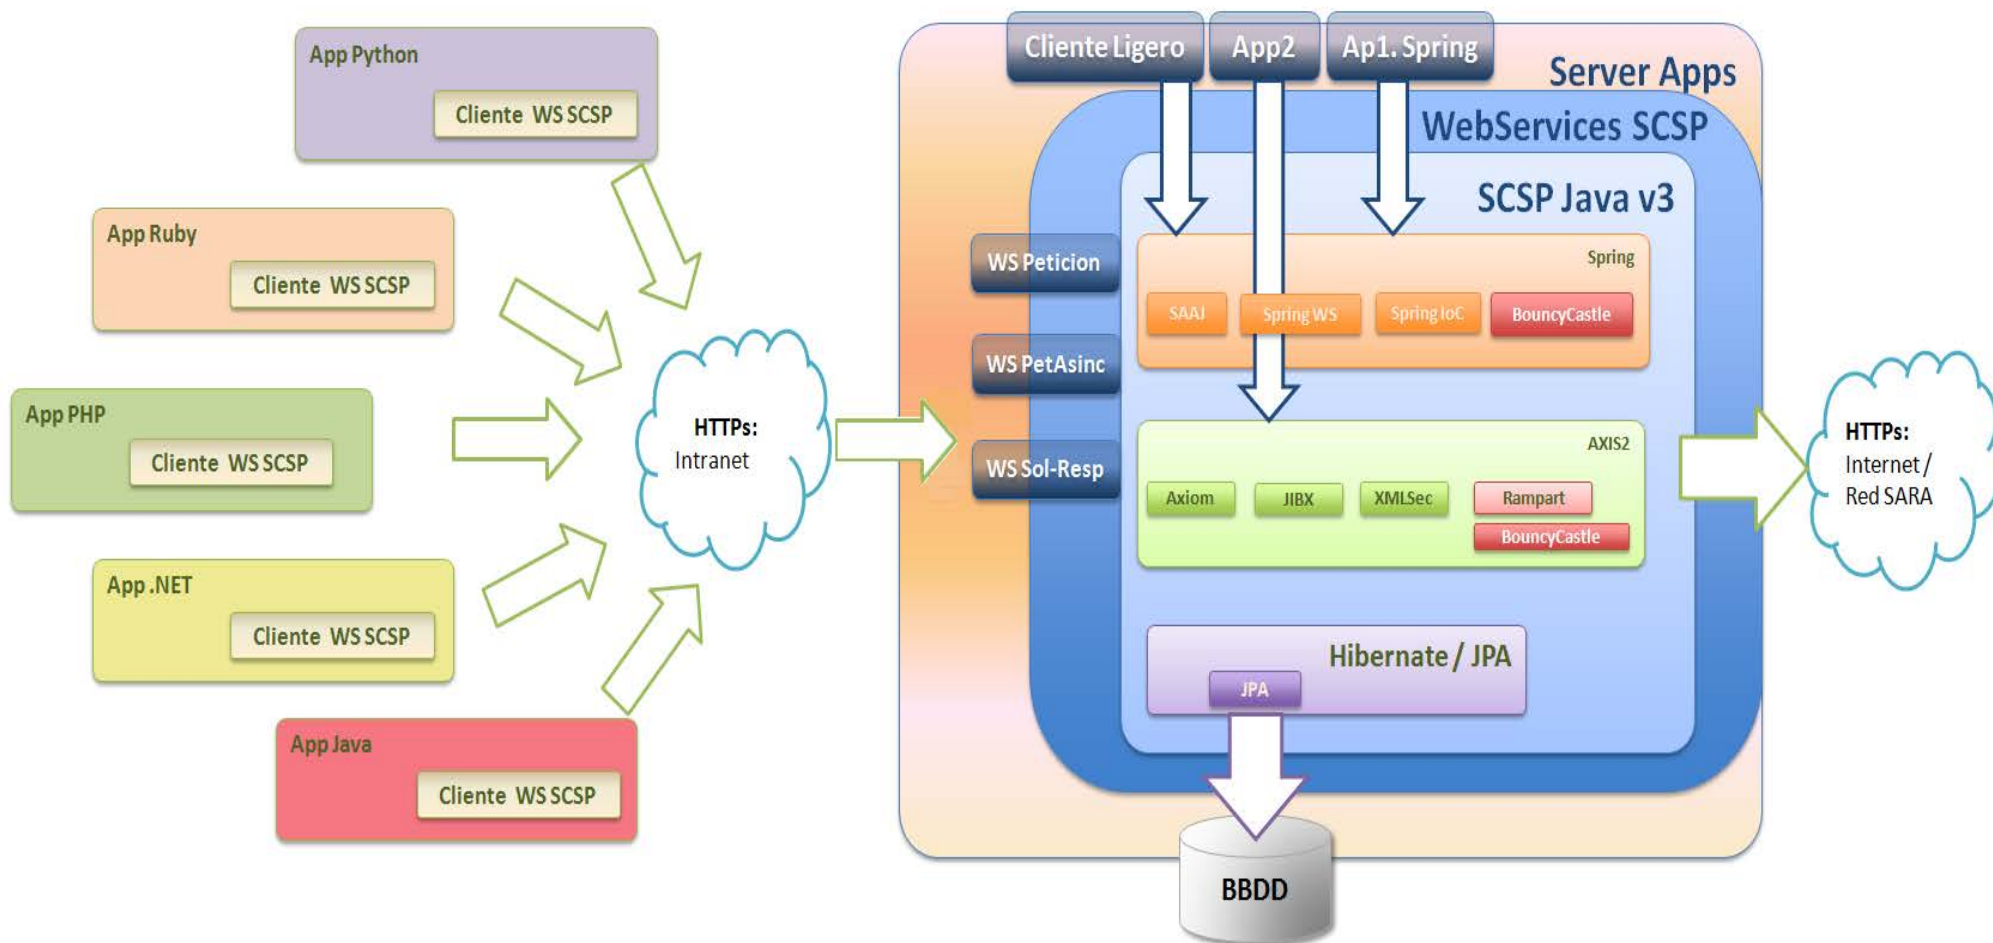 App Python
Cliente WS SCSP
App Ruby
Cliente WS SCSP
App PHP
Cliente WS SCSP
App .NET
Cliente WS SCSP
App Java
Cliente WS SCSP
HTTPs:
Intranet
Cliente Ligero
App2
Ap1. Spring
Server Apps
WebServices SCSP
SCSP Java v3
WS Peticion
WS PetAsinc
WS Sol-Resp
Spring
SAAJ
Spring WS
Spring IoC
BouncyCastle
AXIS2
Axiom
JIBX
XMLSec
Rampart
BouncyCastle
Hibernate / JPA
JPA
BBDD
HTTPs:
Internet /
Red SARA